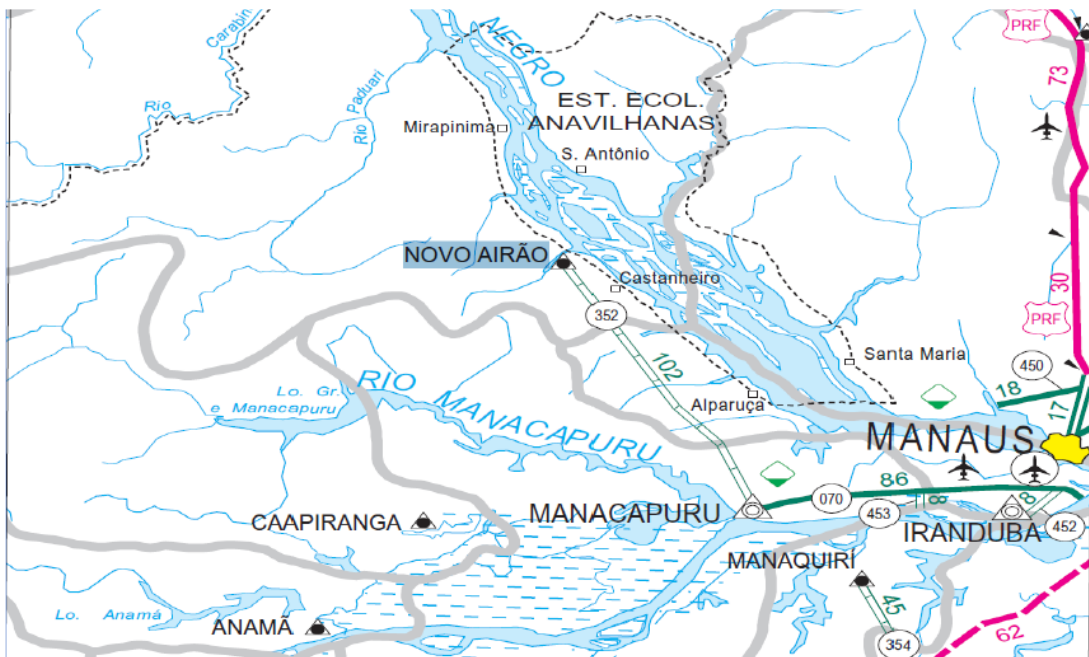 PRF
Carabin
NEGRO
73
Rio Paduari
Rio
EST. ECOL.
ANAVILHANAS
Mirapinima
S. Antônio
NOVO AIRÃO
Castanheiro
30
352
PRF
102
Santa Maria
450
RIO
MANACAPURU
Lo. Gr.
e Manacapuru
Alparuça
18
17
MANAUS
86
MANACAPURU
070
8
8
453
CAAPIRANGA
IRANDUBA
452
MANAQUIRÍ
45
Lo. Anamá
ANAMÃ
354
62